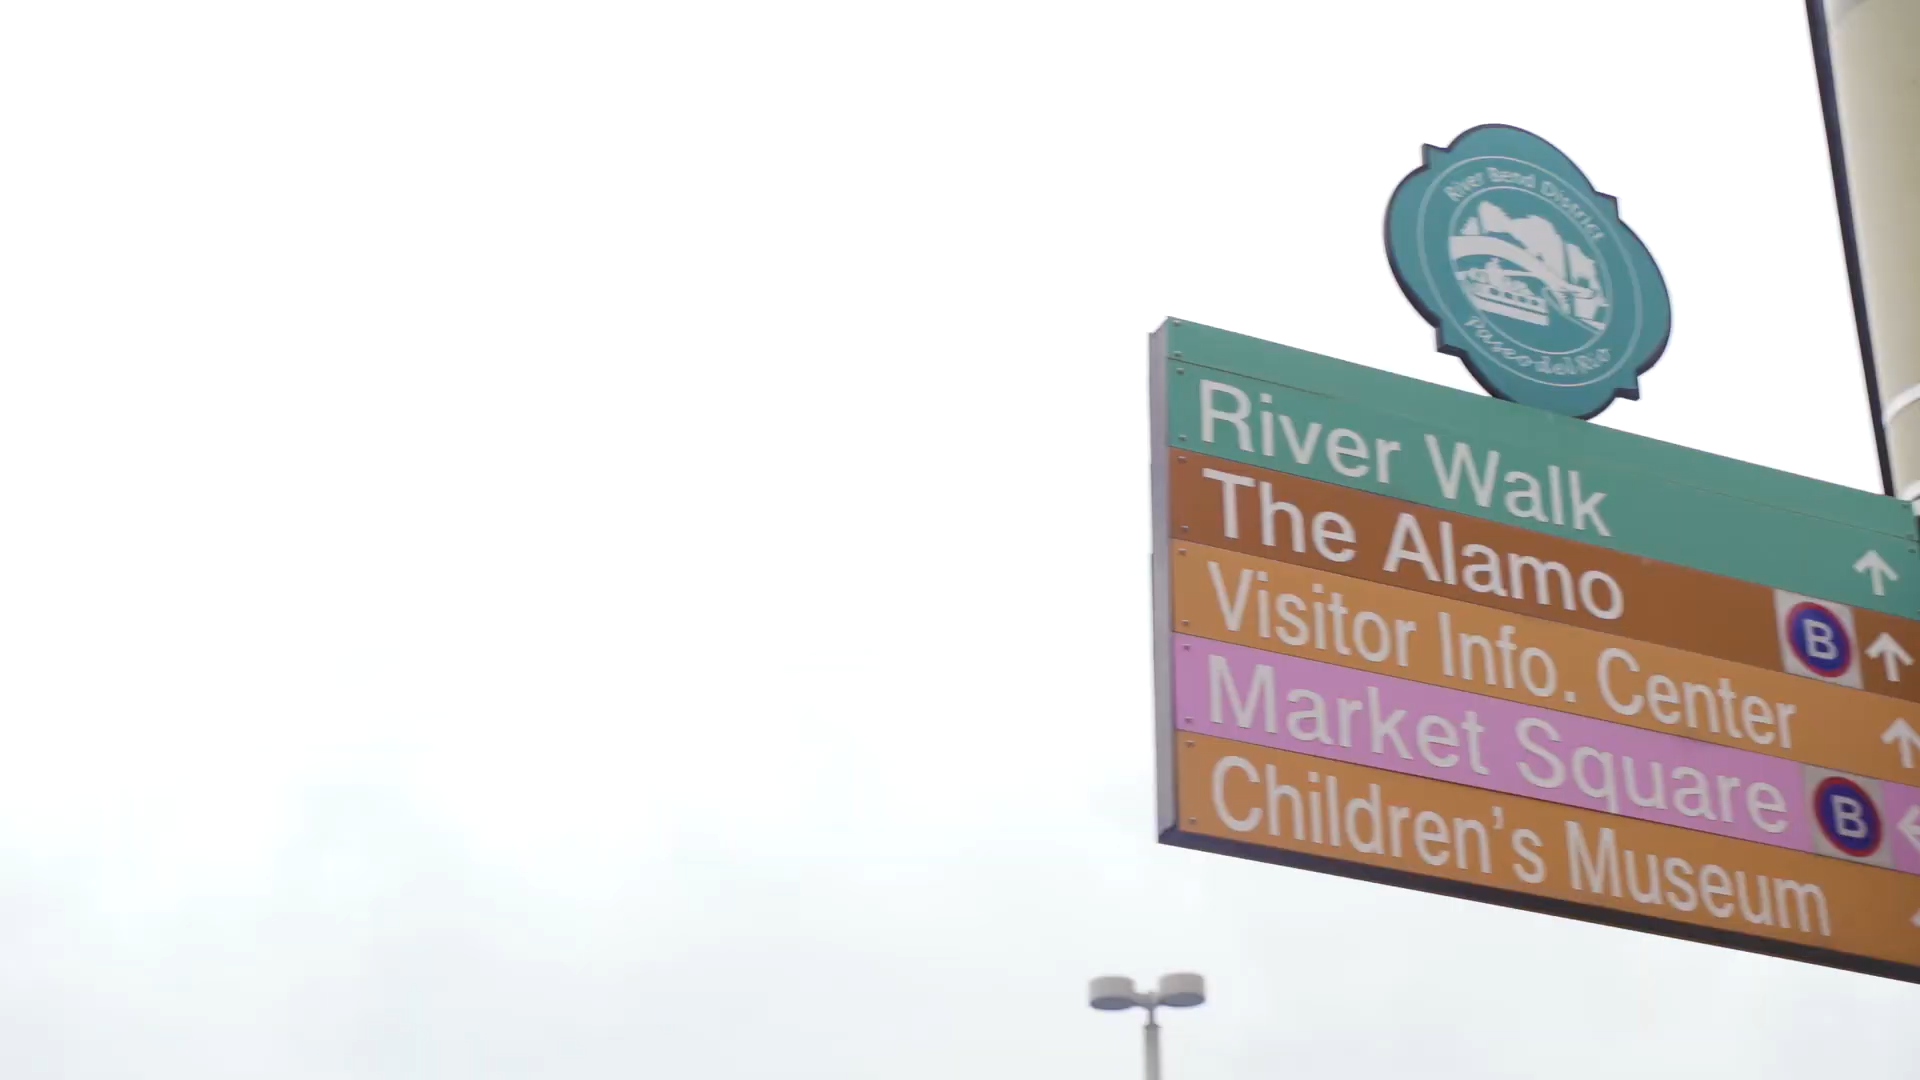 River Bend District
Paseo del Rio
River Walk
The Alamo B
Visitor Info. Center
Market Square B
Children's Museum